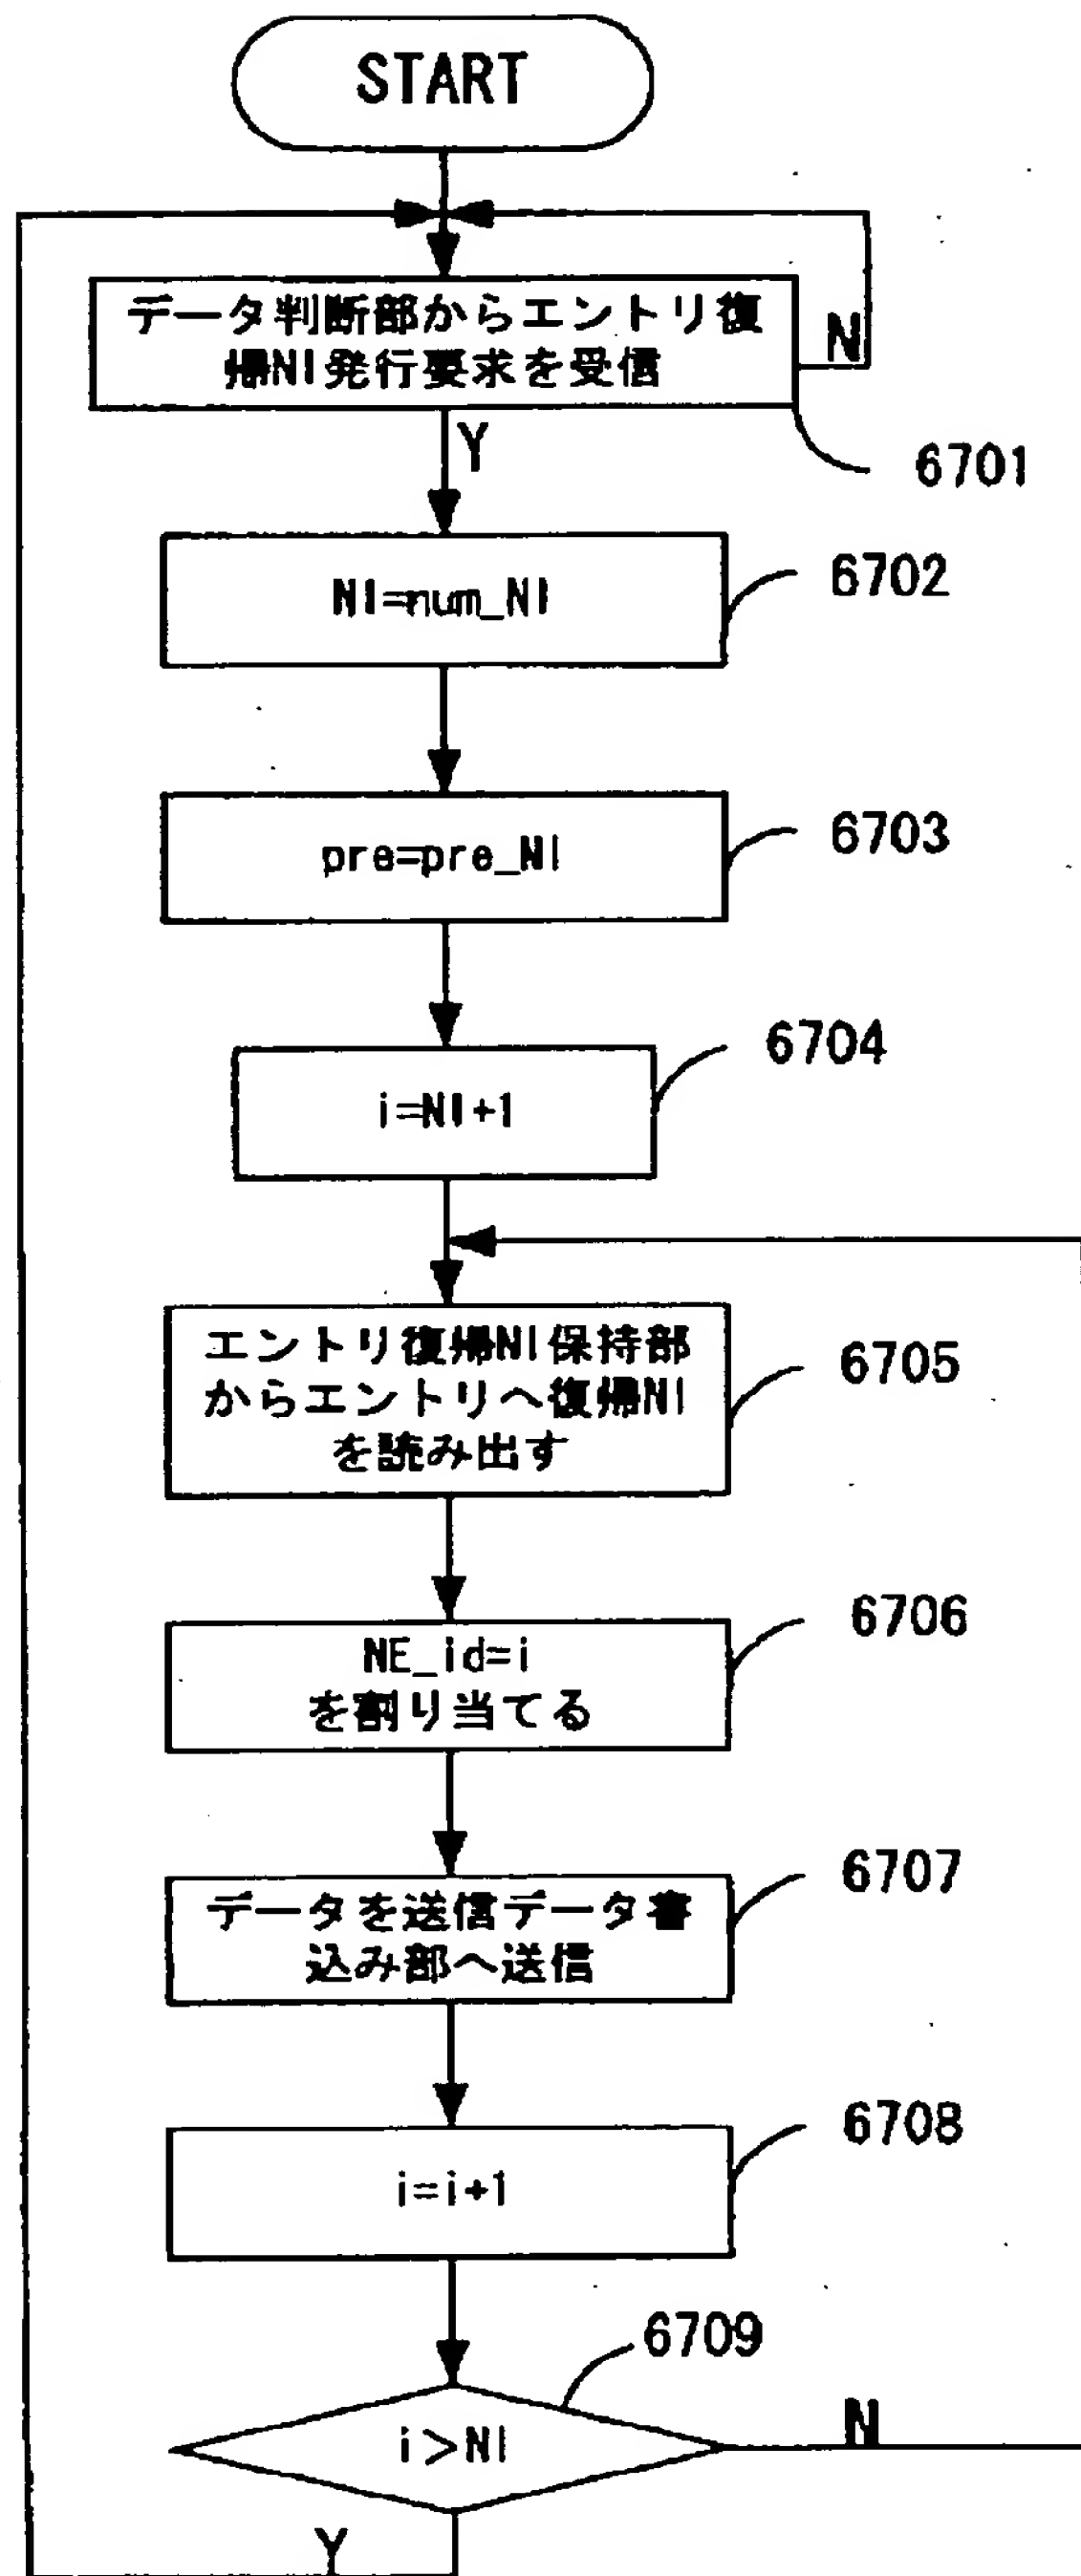 START
データ判断部からエントリ復
帰NI発行要求を受信
N
Y
6701
NI=num_NI
6702
pre=pre_NI
6703
i=NI+1
6704
エントリ復帰NI保持部
からエントリへ復帰NI
を読み出す
6705
NE_id=i
を割り当てる
6706
データを送信データ書
込み部へ送信
6707
i=i+1
6708
6709
i>NI
N
Y